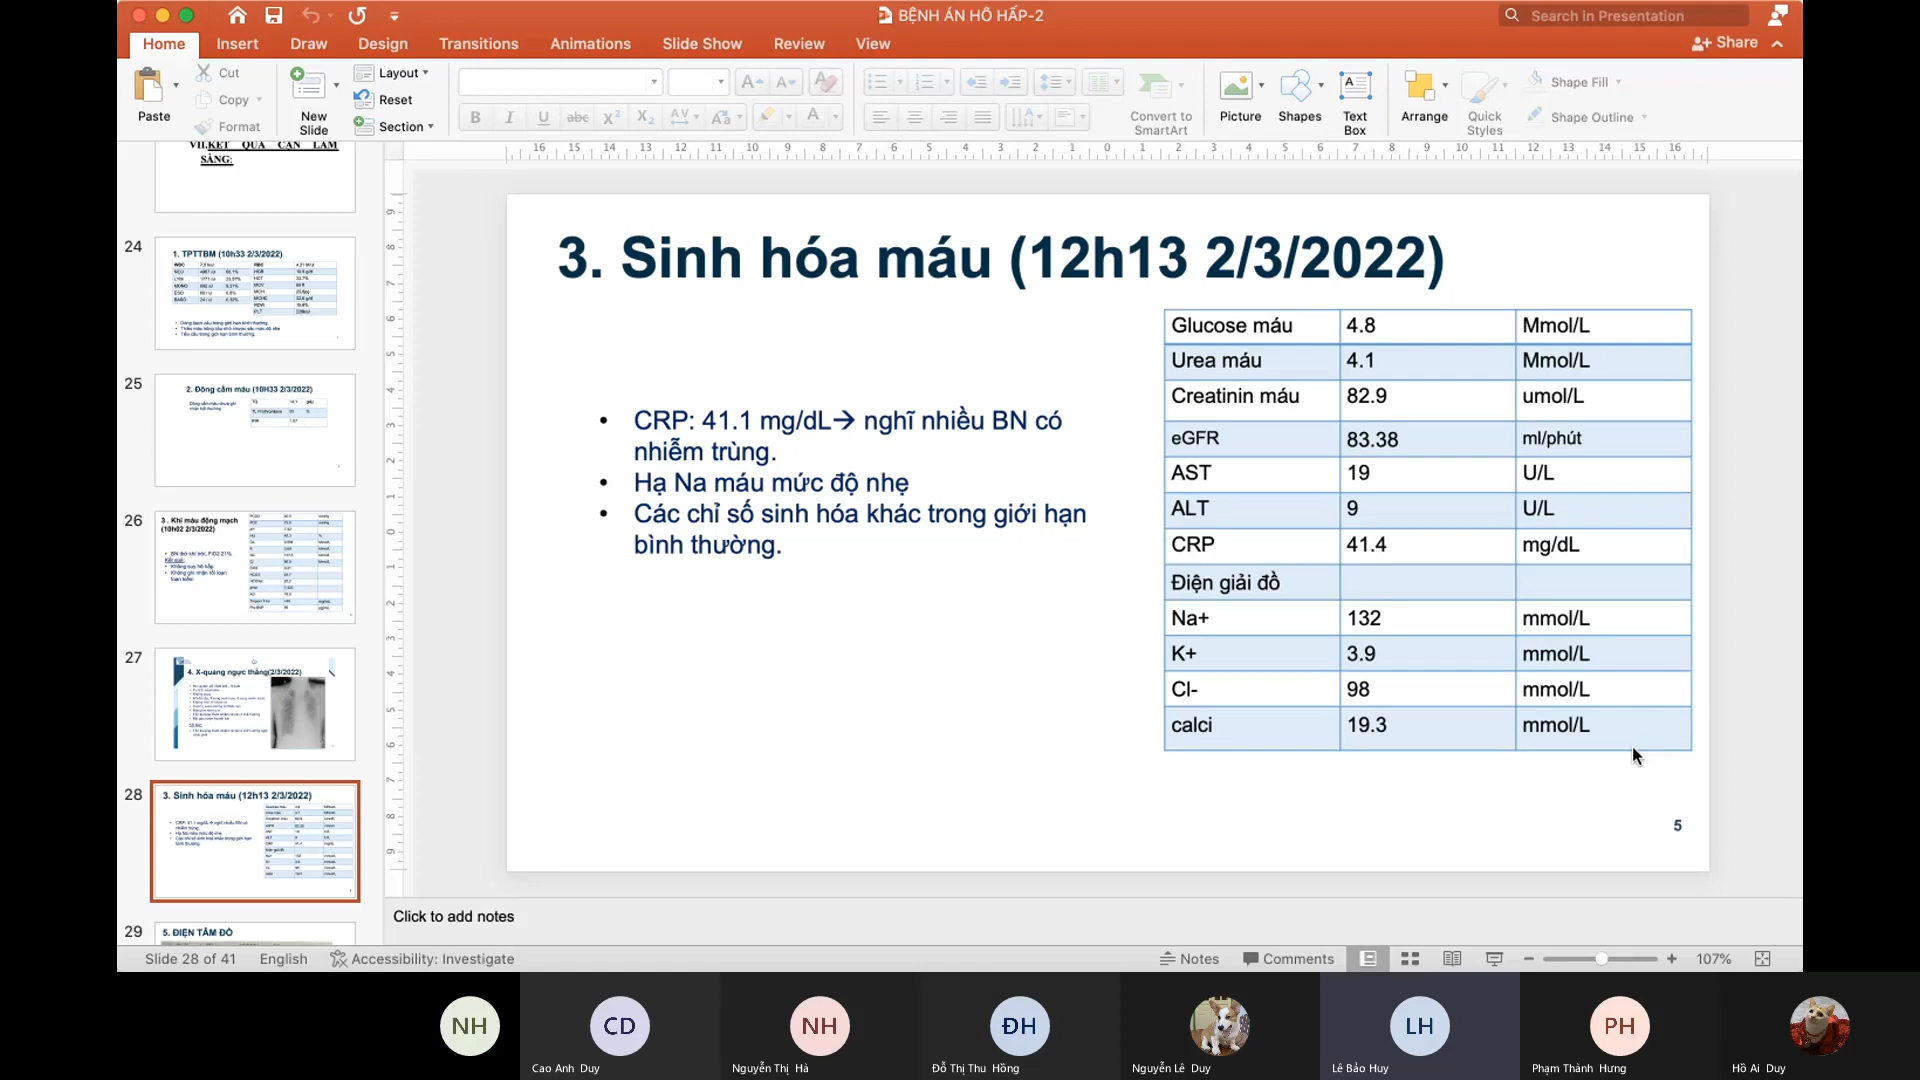 BỆNH ÁN HÔ HẤP-2
Search in Presentation
Home Insert Draw Design Transitions Animations Slide Show Review View
Share
Paste
Cut
Copy
Format
New Slide
Layout
Reset
Section
Convert to SmartArt
Picture
Shapes
Text Box
Arrange
Quick Styles
Shape Fill
Shape Outline
VII.KẾT QUẢ CẬN LÂM
SÀNG:
24
1. TPTTBM (10h33 2/3/2022)
25
2. Đông cầm máu (10H33 2/3/2022)
26
3 . Khí máu động mạch
(10h02 2/3/2022)
27
4. X-quang ngực thẳng(2/3/2022)
28
3. Sinh hóa máu (12h13 2/3/2022)
29
5. ĐIỆN TÂM ĐỒ
3. Sinh hóa máu (12h13 2/3/2022)
• CRP: 41.1 mg/dL→ nghĩ nhiều BN có
nhiễm trùng.
• Hạ Na máu mức độ nhẹ
• Các chỉ số sinh hóa khác trong giới hạn
bình thường.
Glucose máu 4.8 Mmol/L
Urea máu 4.1 Mmol/L
Creatinin máu 82.9 umol/L
eGFR 83.38 ml/phút
AST 19 U/L
ALT 9 U/L
CRP 41.4 mg/dL
Điện giải đồ
Na+ 132 mmol/L
K+ 3.9 mmol/L
Cl- 98 mmol/L
calci 19.3 mmol/L
5
Click to add notes
Slide 28 of 41 English Accessibility: Investigate
Notes Comments 107%
NH CD NH ĐH LH PH
Cao Anh Duy Nguyễn Thị Hà Đỗ Thị Thu Hồng Nguyễn Lê Duy Lê Bảo Huy Phạm Thành Hưng Hồ Ái Duy